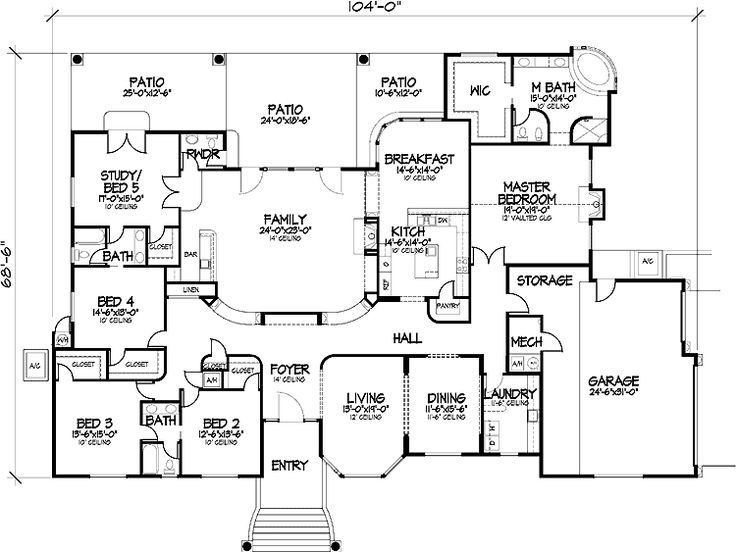 104'-0"
68'-6"
PATIO
25'-0"x12'-6"
PATIO
24'-0"x18'-6"
PATIO
10'-6"x12'-6"
WIC
M BATH
15'-0"x14'-0"
10' CEILING
PWDR
STUDY/
BED 5
17'-0"x15'-0"
10' CEILING
BREAKFAST
14'-6"x14'-0"
10' CEILING
MASTER
BEDROOM
19'-0"x19'-0"
12' VAULTED CLG
FAMILY
24'-0"x23'-0"
14' CEILING
DW
KITCH
14'-6"x14'-0"
10' CEILING
REF
PANTRY
BATH
CLOSET
BAR
LINEN
A/C
STORAGE
BED 4
14'-6"x13'-0"
10' CEILING
W/H
HALL
MECH
A/H
A/C
CLOSET
CLOSET
CLOSET
A/H
CLOSET
FOYER
14' CEILING
GARAGE
24'-6"x31'-0"
LIVING
13'-0"x19'-0"
12' CEILING
DINING
11'-6"x15'-6"
11'-6" CEILING
LAUNDRY
11'-6" CEILING
D
BED 3
13'-6"x15'-0"
10' CEILING
BATH
BED 2
12'-6"x13'-6"
10' CEILING
ENTRY